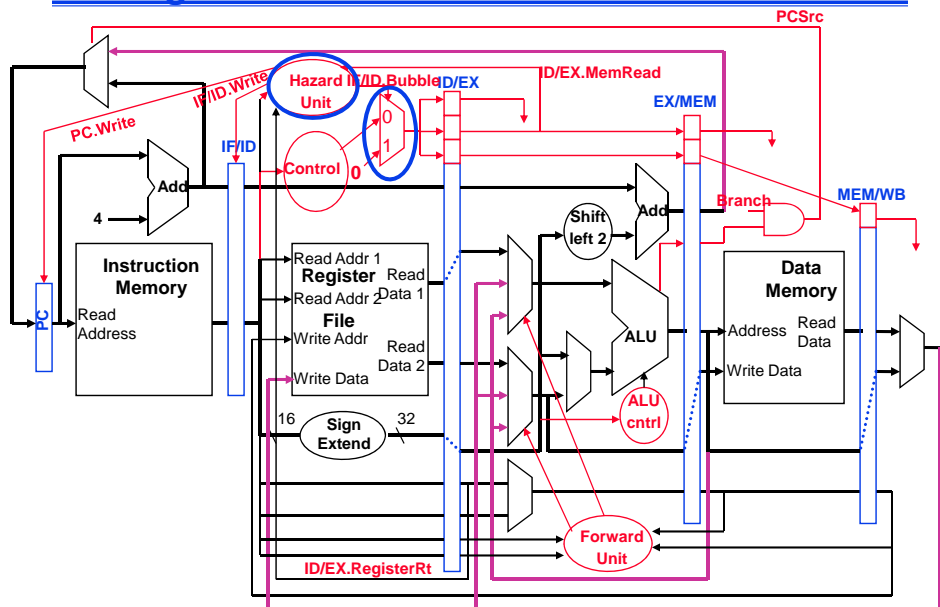 PCSrc
IF/ID.Write
Hazard
Unit
IF/ID.Bubble
ID/EX
ID/EX.MemRead
EX/MEM
PC.Write
IF/ID
0
1
Control
0
Branch
MEM/WB
Add
4
Shift
left 2
Add
Instruction
Memory
Read
Address
PC
Read Addr 1
Register
Read
Data 1
Read Addr 2
File
Write Addr
Read
Data 2
Write Data
ALU
Data
Memory
Address
Read
Data
Write Data
ALU
cntrl
16
Sign
Extend
32
Forward
Unit
ID/EX.RegisterRt